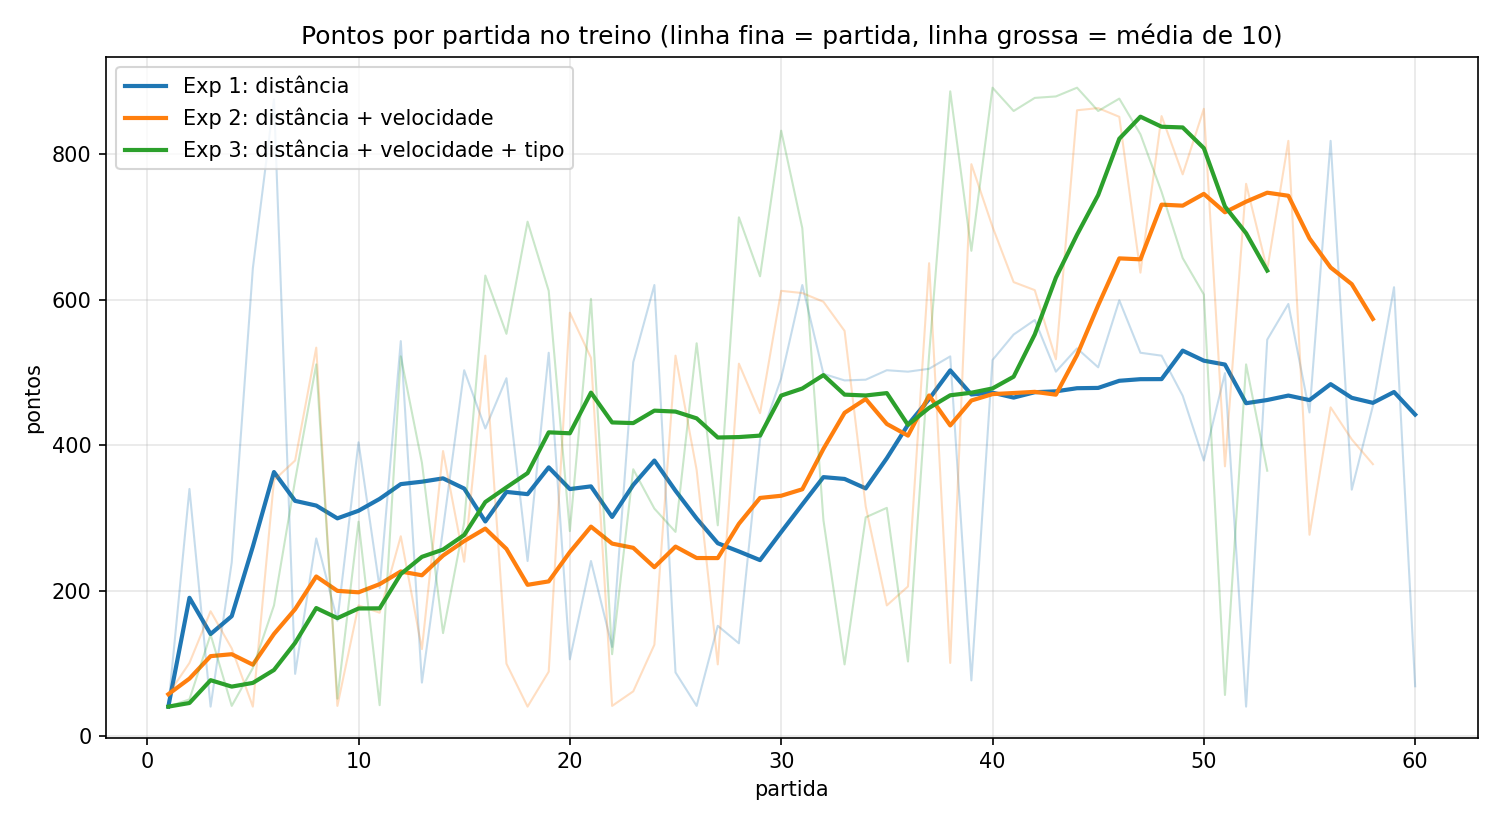 Pontos por partida no treino (linha fina = partida, linha grossa = média de 10)
Exp 1: distância
Exp 2: distância + velocidade
Exp 3: distância + velocidade + tipo
pontos
800
600
400
200
0
0 10 20 30 40 50 60
partida